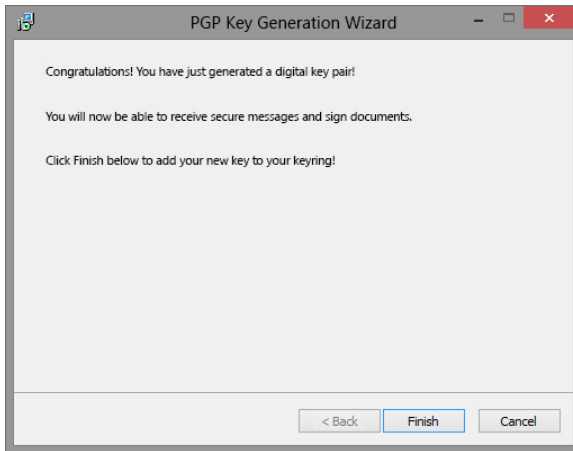 PGP Key Generation Wizard
Congratulations! You have just generated a digital key pair!
You will now be able to receive secure messages and sign documents.
Click Finish below to add your new key to your keyring!
< Back Finish Cancel